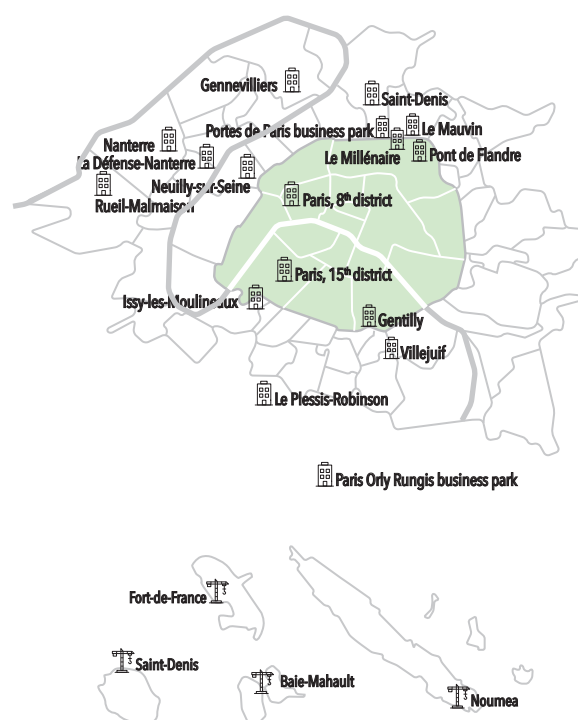 Gennevilliers
Saint-Denis
Portes de Paris business park
Le Mauvin
Nanterre
Le Millénaire
Pont de Flandre
La Défense-Nanterre
Neuilly-sur-Seine
Rueil-Malmaison
Paris, 8th district
Paris, 15th district
Issy-les-Moulineaux
Gentilly
Villejuif
Le Plessis-Robinson
Paris Orly Rungis business park
Fort-de-France
Saint-Denis
Baie-Mahault
Noumea